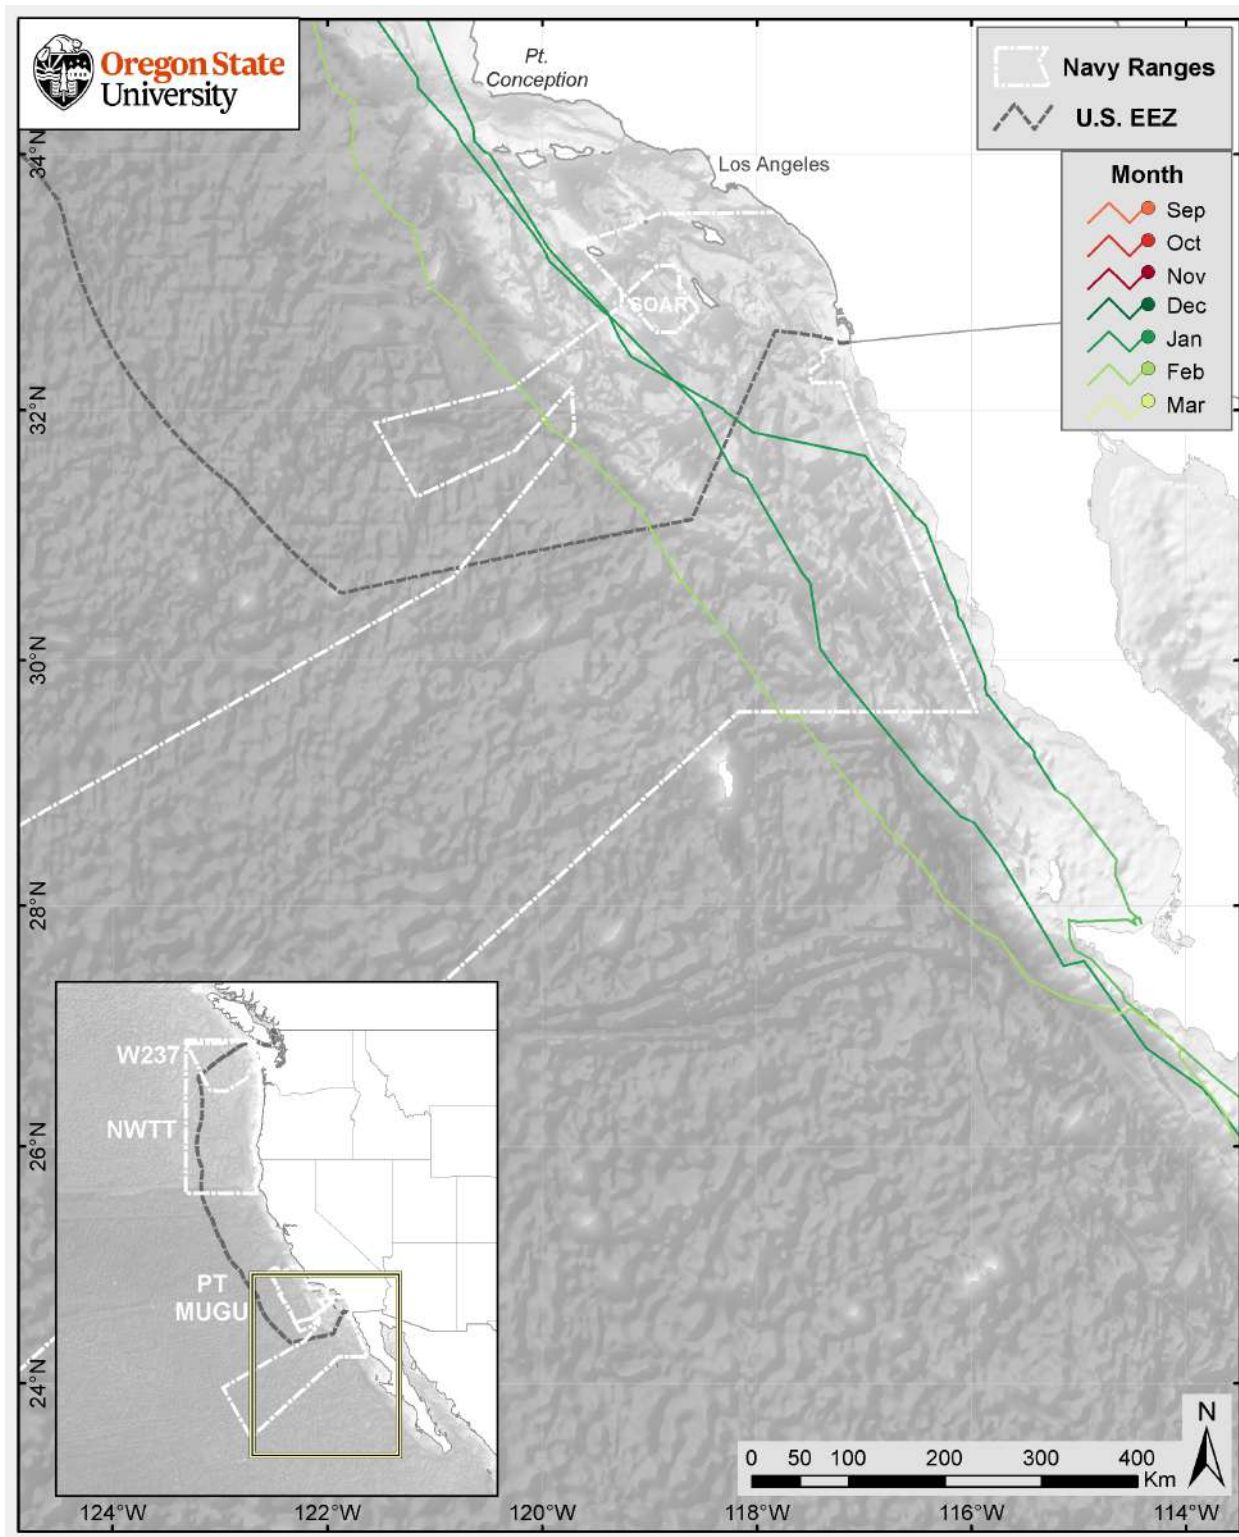 Oregon State
University
Pt.
Conception
Los Angeles
SOAR
Navy Ranges
U.S. EEZ
Month
Sep
Oct
Nov
Dec
Jan
Feb
Mar
34°N
32°N
30°N
28°N
26°N
24°N
W237
NWTT
PT
MUGU
N
0 50 100 200 300 400
Km
124°W 122°W 120°W 118°W 116°W 114°W